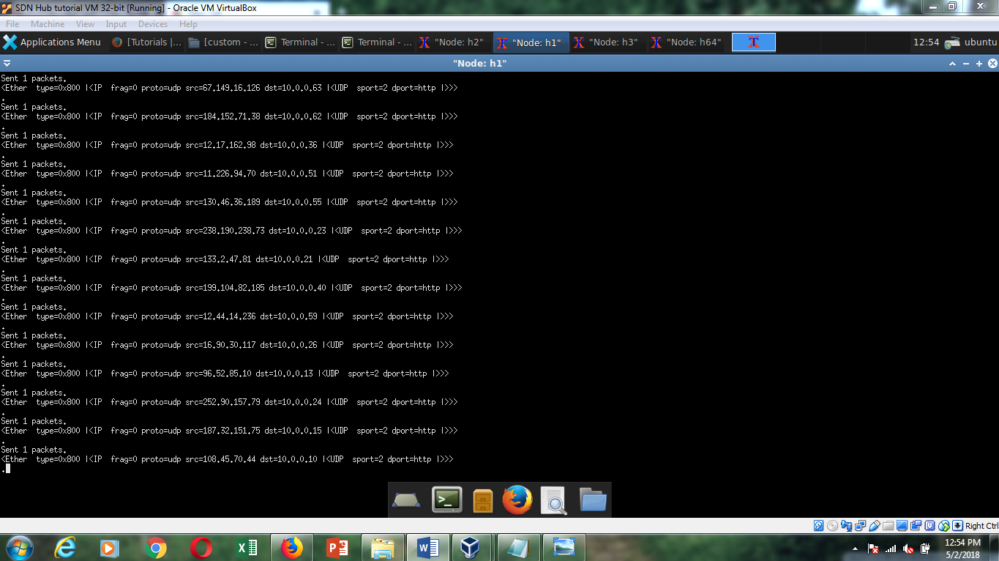 SDN Hub tutorial VM 32-bit [Running] - Oracle VM VirtualBox
File Machine View Input Devices Help
Applications Menu [Tutorials |... [custom - ... Terminal - ... Terminal - ... "Node: h2" "Node: h1" "Node: h3" "Node: h64" 12:54 ubuntu
"Node: h1"
Sent 1 packets.
<Ether  type=0x800 |<IP  frag=0 proto=udp src=67.149.16.126 dst=10.0.0.63 |<UDP  sport=2 dport=http |>>>
.
Sent 1 packets.
<Ether  type=0x800 |<IP  frag=0 proto=udp src=184.152.71.38 dst=10.0.0.62 |<UDP  sport=2 dport=http |>>>
.
Sent 1 packets.
<Ether  type=0x800 |<IP  frag=0 proto=udp src=12.17.162.98 dst=10.0.0.36 |<UDP  sport=2 dport=http |>>>
.
Sent 1 packets.
<Ether  type=0x800 |<IP  frag=0 proto=udp src=11.226.94.70 dst=10.0.0.51 |<UDP  sport=2 dport=http |>>>
.
Sent 1 packets.
<Ether  type=0x800 |<IP  frag=0 proto=udp src=130.46.36.189 dst=10.0.0.55 |<UDP  sport=2 dport=http |>>>
.
Sent 1 packets.
<Ether  type=0x800 |<IP  frag=0 proto=udp src=238.190.238.73 dst=10.0.0.23 |<UDP  sport=2 dport=http |>>>
.
Sent 1 packets.
<Ether  type=0x800 |<IP  frag=0 proto=udp src=133.2.47.81 dst=10.0.0.21 |<UDP  sport=2 dport=http |>>>
.
Sent 1 packets.
<Ether  type=0x800 |<IP  frag=0 proto=udp src=199.104.82.185 dst=10.0.0.40 |<UDP  sport=2 dport=http |>>>
.
Sent 1 packets.
<Ether  type=0x800 |<IP  frag=0 proto=udp src=12.44.14.236 dst=10.0.0.59 |<UDP  sport=2 dport=http |>>>
.
Sent 1 packets.
<Ether  type=0x800 |<IP  frag=0 proto=udp src=16.90.30.117 dst=10.0.0.26 |<UDP  sport=2 dport=http |>>>
.
Sent 1 packets.
<Ether  type=0x800 |<IP  frag=0 proto=udp src=96.52.85.10 dst=10.0.0.13 |<UDP  sport=2 dport=http |>>>
.
Sent 1 packets.
<Ether  type=0x800 |<IP  frag=0 proto=udp src=252.90.157.79 dst=10.0.0.24 |<UDP  sport=2 dport=http |>>>
.
Sent 1 packets.
<Ether  type=0x800 |<IP  frag=0 proto=udp src=187.32.151.75 dst=10.0.0.15 |<UDP  sport=2 dport=http |>>>
.
Sent 1 packets.
<Ether  type=0x800 |<IP  frag=0 proto=udp src=108.45.70.44 dst=10.0.0.10 |<UDP  sport=2 dport=http |>>>
.
Right Ctrl
12:54 PM
5/2/2018